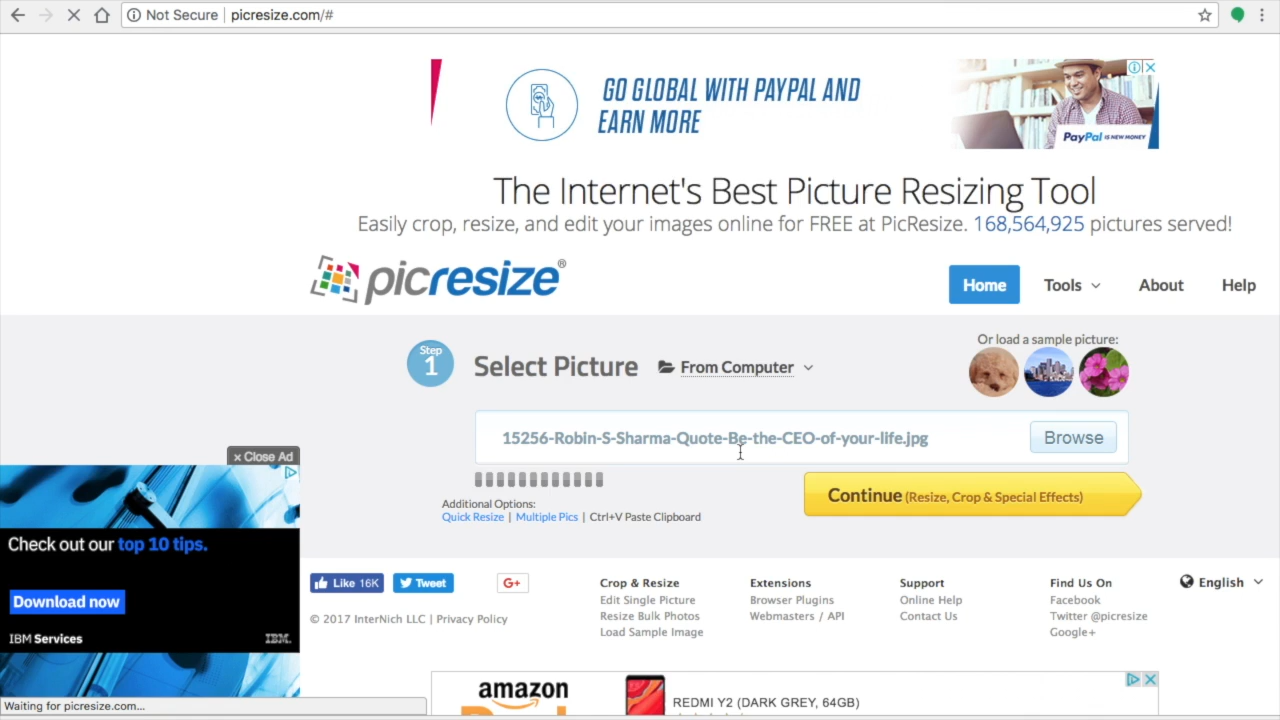 Not Secure | picresize.com/#
GO GLOBAL WITH PAYPAL AND
EARN MORE
PayPal IS NEW MONEY
The Internet's Best Picture Resizing Tool
Easily crop, resize, and edit your images online for FREE at PicResize. 168,564,925 pictures served!
picresize®
Home
Tools
About
Help
Step
1
Select Picture
From Computer
Or load a sample picture:
15256-Robin-S-Sharma-Quote-Be-the-CEO-of-your-life.jpg
Browse
Continue (Resize, Crop & Special Effects)
Additional Options:
Quick Resize | Multiple Pics | Ctrl+V Paste Clipboard
× Close Ad
Check out our top 10 tips.
Download now
IBM Services
IBM.
Like 16K
Tweet
G+
© 2017 InterNich LLC | Privacy Policy
Crop & Resize
Edit Single Picture
Resize Bulk Photos
Load Sample Image
Extensions
Browser Plugins
Webmasters / API
Support
Online Help
Contact Us
Find Us On
Facebook
Twitter @picresize
Google+
English
amazon
REDMI Y2 (DARK GREY, 64GB)
Waiting for picresize.com...